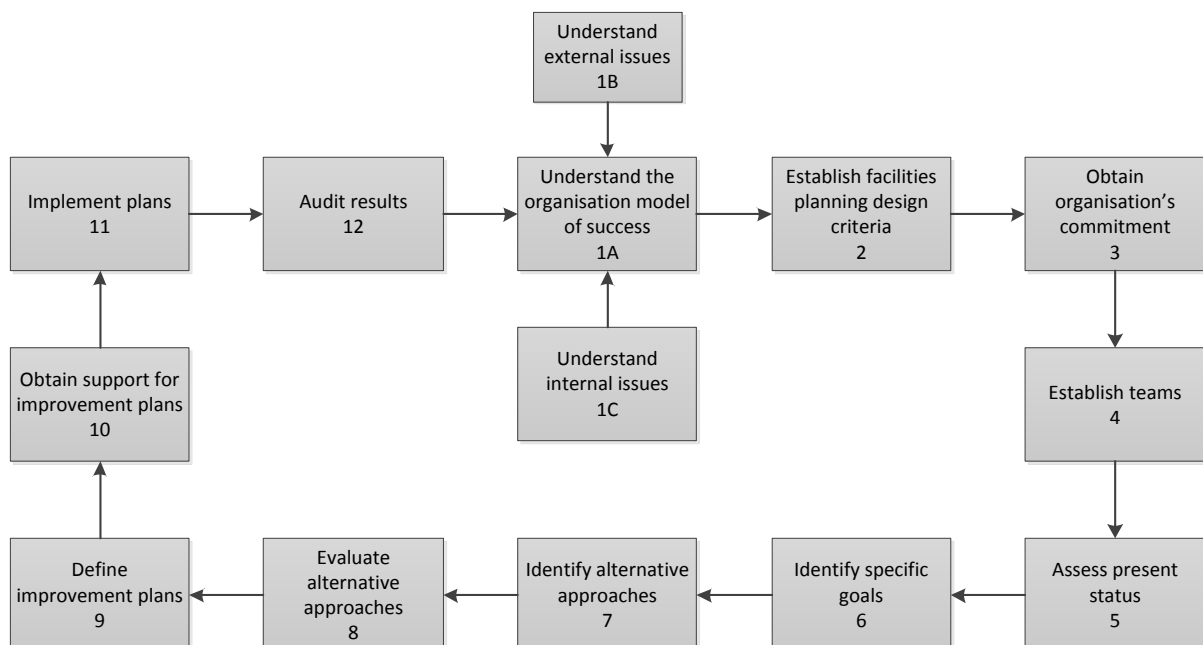 Understand
external issues
1B
Implement plans
11
Audit results
12
Understand the
organisation model
of success
1A
Establish facilities
planning design
criteria
2
Obtain
organisation’s
commitment
3
Obtain support for
improvement plans
10
Understand
internal issues
1C
Establish teams
4
Define
improvement plans
9
Evaluate
alternative
approaches
8
Identify alternative
approaches
7
Identify specific
goals
6
Assess present
status
5